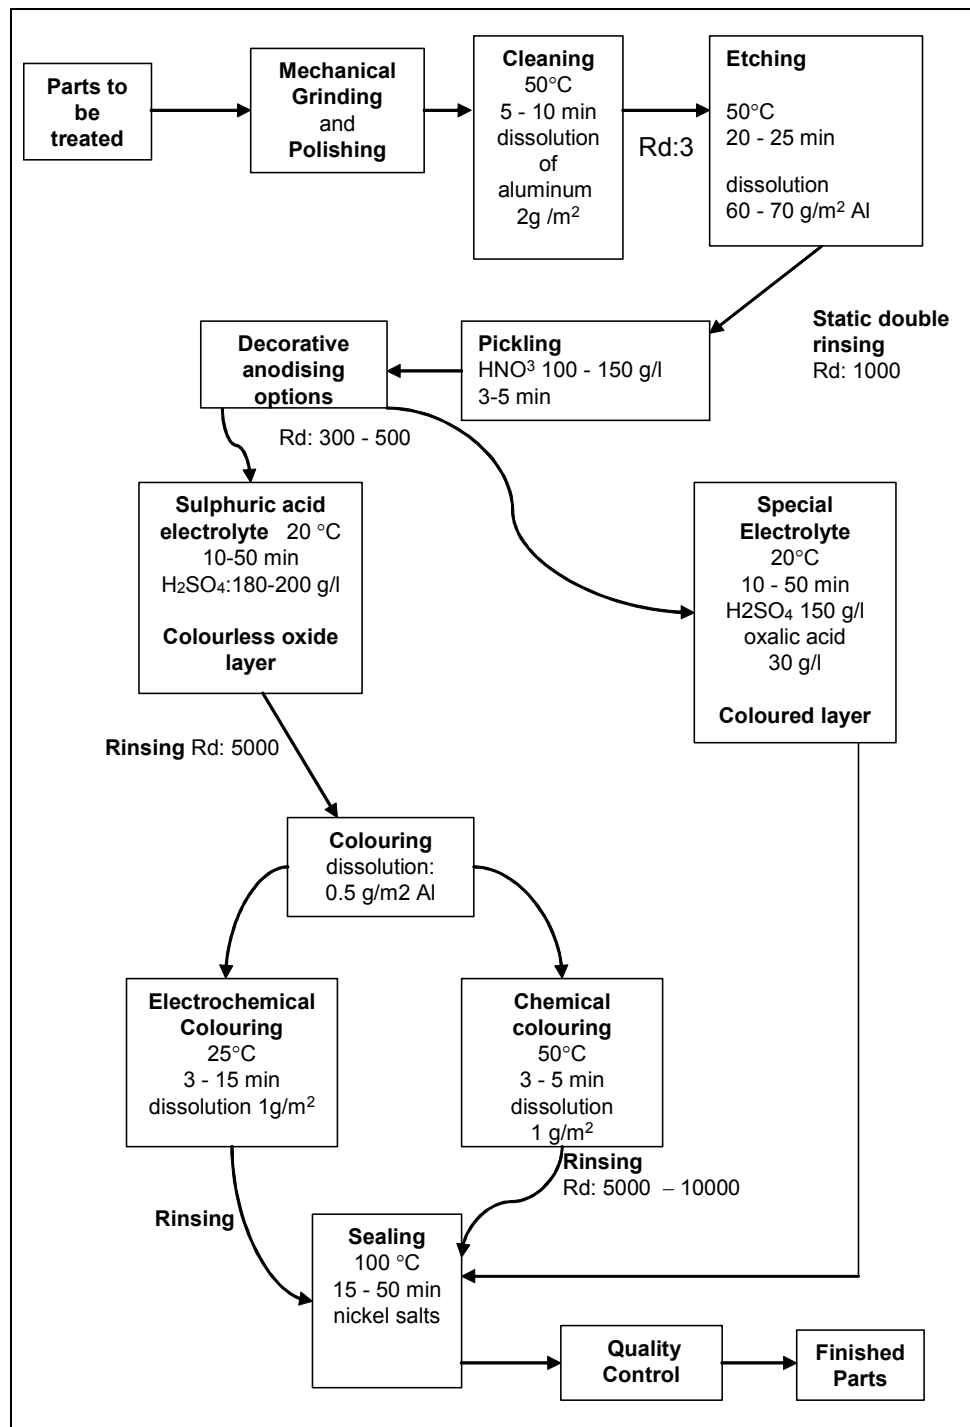 Parts to
be
treated
Mechanical
Grinding
and
Polishing
Cleaning
50°C
5 - 10 min
dissolution
of
aluminum
2g /m²
Rd:3
Etching
50°C
20 - 25 min
dissolution
60 - 70 g/m² Al
Static double
rinsing
Rd: 1000
Pickling
HNO³ 100 - 150 g/l
3-5 min
Decorative
anodising
options
Rd: 300 - 500
Sulphuric acid
electrolyte 20 °C
10-50 min
H₂SO₄:180-200 g/l
Colourless oxide
layer
Special
Electrolyte
20°C
10 - 50 min
H2SO₄ 150 g/l
oxalic acid
30 g/l
Coloured layer
Rinsing Rd: 5000
Colouring
dissolution:
0.5 g/m2 Al
Electrochemical
Colouring
25°C
3 - 15 min
dissolution 1g/m²
Chemical
colouring
50°C
3 - 5 min
dissolution
1 g/m²
Rinsing
Rd: 5000 – 10000
Rinsing
Sealing
100 °C
15 - 50 min
nickel salts
Quality
Control
Finished
Parts